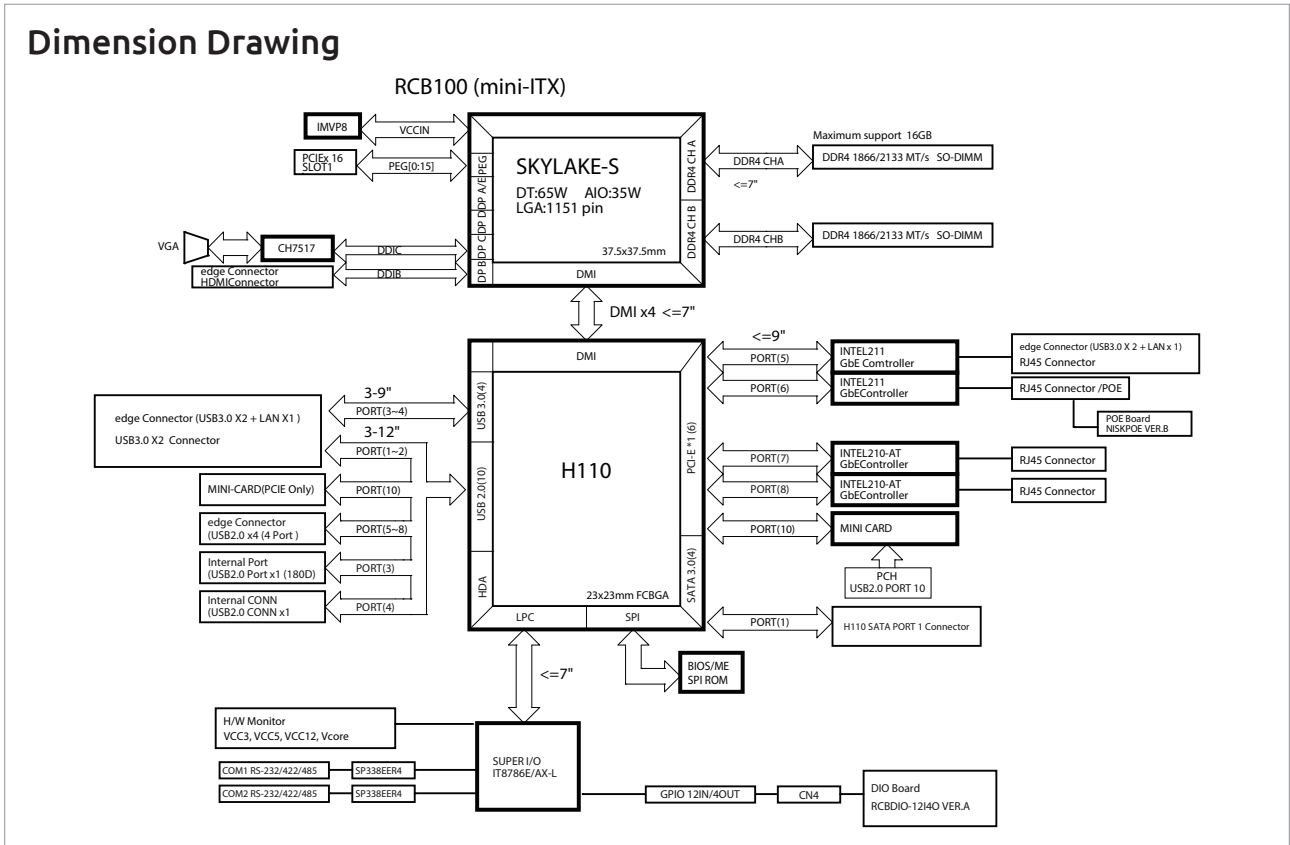 Dimension Drawing
RCB100 (mini-ITX)
IMVP8
VCCIN
PCIEx 16
SLOT1
PEG[0:15]
VGA
CH7517
DDIC
edge Connector
HDMIConnector
DDIB
DP B
DP C
DP D
DDP A/E
PEG
SKYLAKE-S
DT:65W AIO:35W
LGA:1151 pin
37.5x37.5mm
DMI
DDR4 CH A
DDR4 CH B
Maximum support 16GB
DDR4 CHA
<=7"
DDR4 1866/2133 MT/s SO-DIMM
DDR4 CHB
DDR4 1866/2133 MT/s SO-DIMM
DMI x4 <=7"
DMI
H110
23x23mm FCBGA
USB 3.0(4)
USB 2.0(10)
HDA
LPC
SPI
PCI-E *1 (6)
SATA 3.0(4)
3-9"
PORT(3~4)
edge Connector (USB3.0 X2 + LAN X1 )
USB3.0 X2 Connector
3-12"
PORT(1~2)
MINI-CARD(PCIE Only)
PORT(10)
edge Connector
(USB2.0 x4 (4 Port )
PORT(5~8)
Internal Port
(USB2.0 Port x1 (180D)
PORT(3)
Internal CONN
(USB2.0 CONN x1
PORT(4)
<=9"
PORT(5)
INTEL211
GbE Comtroller
edge Connector (USB3.0 X 2 + LAN x 1)
RJ45 Connector
PORT(6)
INTEL211
GbEController
RJ45 Connector /POE
POE Board
NISKPOE VER.B
PORT(7)
INTEL210-AT
GbEController
RJ45 Connector
PORT(8)
INTEL210-AT
GbEController
RJ45 Connector
PORT(10)
MINI CARD
PCH
USB2.0 PORT 10
PORT(1)
H110 SATA PORT 1 Connector
<=7"
BIOS/ME
SPI ROM
H/W Monitor
VCC3, VCC5, VCC12, Vcore
SUPER I/O
IT8786E/AX-L
COM1 RS-232/422/485
SP338EER4
COM2 RS-232/422/485
SP338EER4
GPIO 12IN/4OUT
CN4
DIO Board
RCBDIO-12I4O VER.A